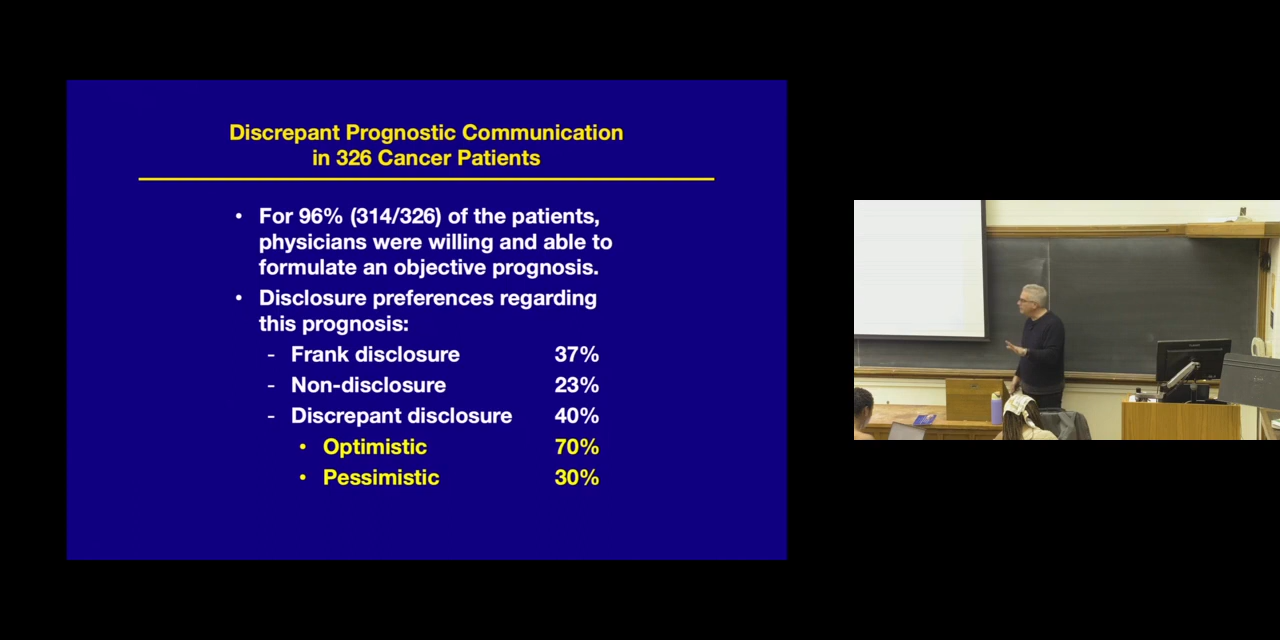 Discrepant Prognostic Communication
in 326 Cancer Patients
• For 96% (314/326) of the patients,
physicians were willing and able to
formulate an objective prognosis.
• Disclosure preferences regarding
this prognosis:
- Frank disclosure 37%
- Non-disclosure 23%
- Discrepant disclosure 40%
• Optimistic 70%
• Pessimistic 30%